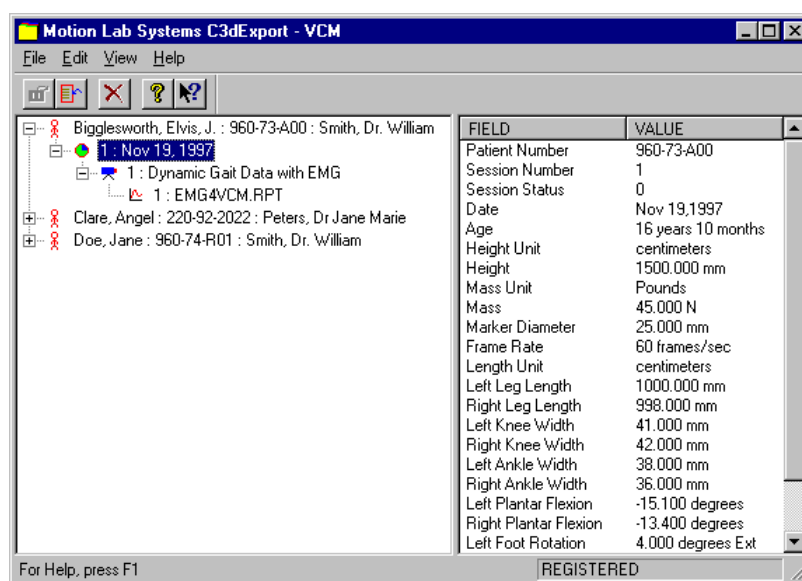 Motion Lab Systems C3dExport - VCM
File Edit View Help
Bigglesworth, Elvis, J. : 960-73-A00 : Smith, Dr. William
1 : Nov 19, 1997
1 : Dynamic Gait Data with EMG
1 : EMG4VCM.RPT
Clare, Angel : 220-92-2022 : Peters, Dr Jane Marie
Doe, Jane : 960-74-R01 : Smith, Dr. William
FIELD VALUE
Patient Number 960-73-A00
Session Number 1
Session Status 0
Date Nov 19,1997
Age 16 years 10 months
Height Unit centimeters
Height 1500.000 mm
Mass Unit Pounds
Mass 45.000 N
Marker Diameter 25.000 mm
Frame Rate 60 frames/sec
Length Unit centimeters
Left Leg Length 1000.000 mm
Right Leg Length 998.000 mm
Left Knee Width 41.000 mm
Right Knee Width 42.000 mm
Left Ankle Width 38.000 mm
Right Ankle Width 36.000 mm
Left Plantar Flexion -15.100 degrees
Right Plantar Flexion -13.400 degrees
Left Foot Rotation 4.000 degrees Ext
For Help, press F1 REGISTERED